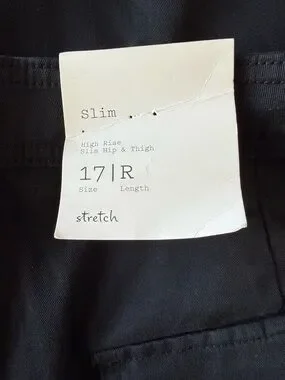 Slim
High Rise
Slim Hip & Thigh
17|R
Size Length
stretch